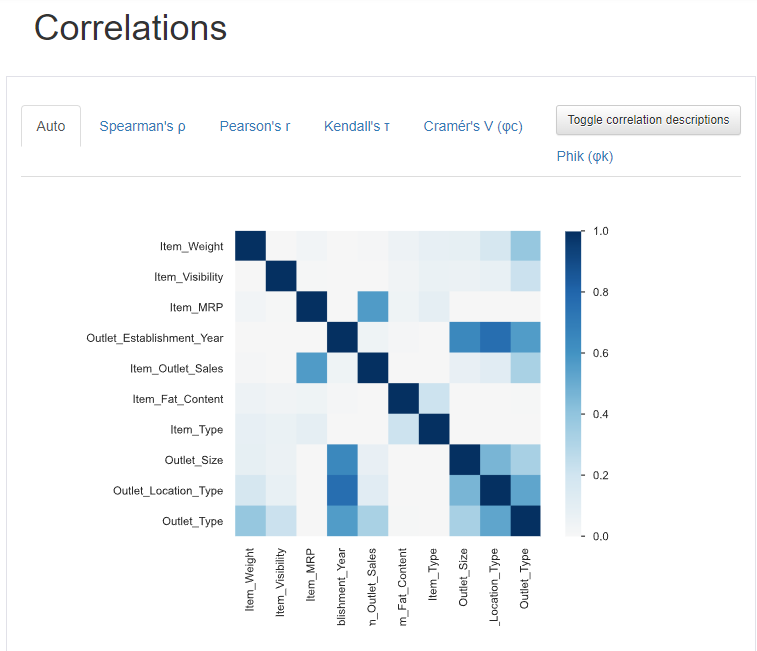 Correlations
Auto
Spearman's ρ
Pearson's r
Kendall's τ
Cramér's V (φc)
Toggle correlation descriptions
Phik (φk)
Item_Weight
Item_Visibility
Item_MRP
Outlet_Establishment_Year
Item_Outlet_Sales
Item_Fat_Content
Item_Type
Outlet_Size
Outlet_Location_Type
Outlet_Type
1.0
0.8
0.6
0.4
0.2
0.0
Item_Weight
Item_Visibility
Item_MRP
blishment_Year
m_Outlet_Sales
m_Fat_Content
Item_Type
Outlet_Size
_Location_Type
Outlet_Type